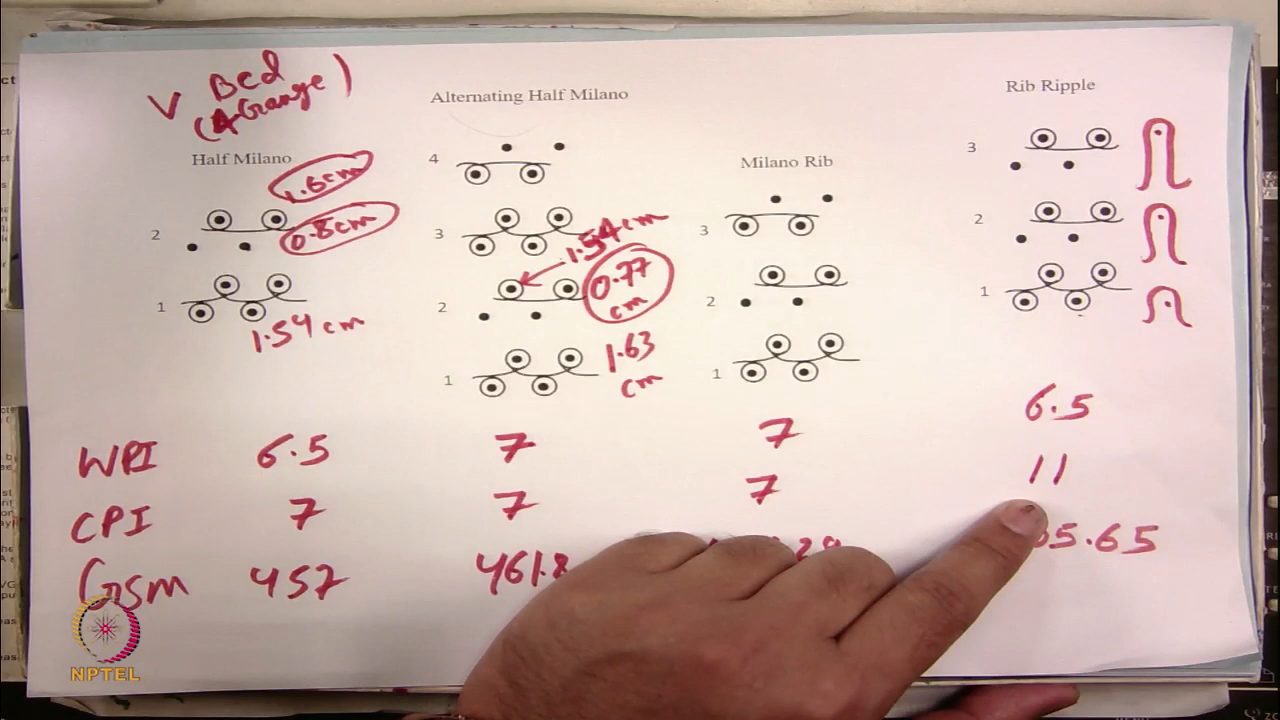 V Bed
(4 Gauge)
Half Milano
1.6cm
2
0.8cm
1
1.54 cm
Alternating Half Milano
4
3
1.54cm
2
0.77
cm
1
1.63
cm
Milano Rib
3
2
1
Rib Ripple
3
2
1
WPI 6.5 7 7 6.5
CPI 7 7 7 11
Gsm 457 461.8
NPTEL